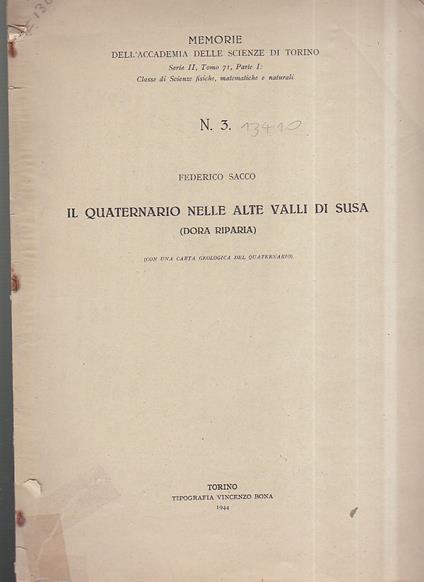 MEMORIE
DELL'ACCADEMIA DELLE SCIENZE DI TORINO
Serie II, Tomo 71, Parte I:
Classe di Scienze fisiche, matematiche e naturali
N. 3. 13410
FEDERICO SACCO
IL QUATERNARIO NELLE ALTE VALLI DI SUSA
(DORA RIPARIA)
(CON UNA CARTA GEOLOGICA DEL QUATERNARIO)
TORINO
TIPOGRAFIA VINCENZO BONA
1944